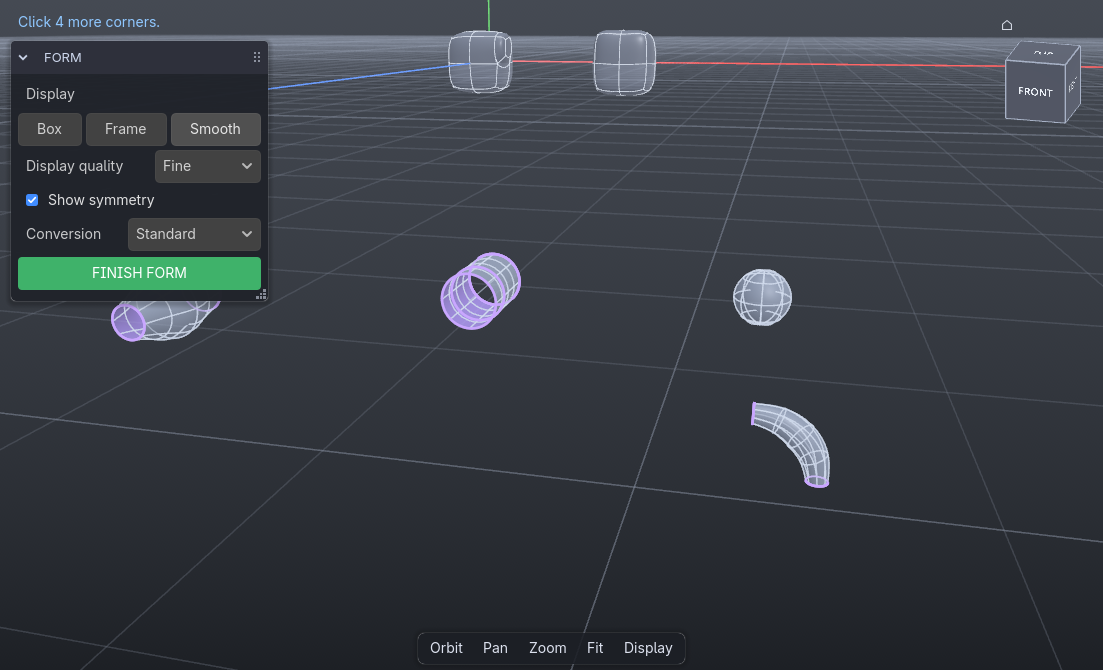 Click 4 more corners.
FORM
Display
Box Frame Smooth
Display quality Fine
Show symmetry
Conversion Standard
FINISH FORM
FRONT
Orbit Pan Zoom Fit Display